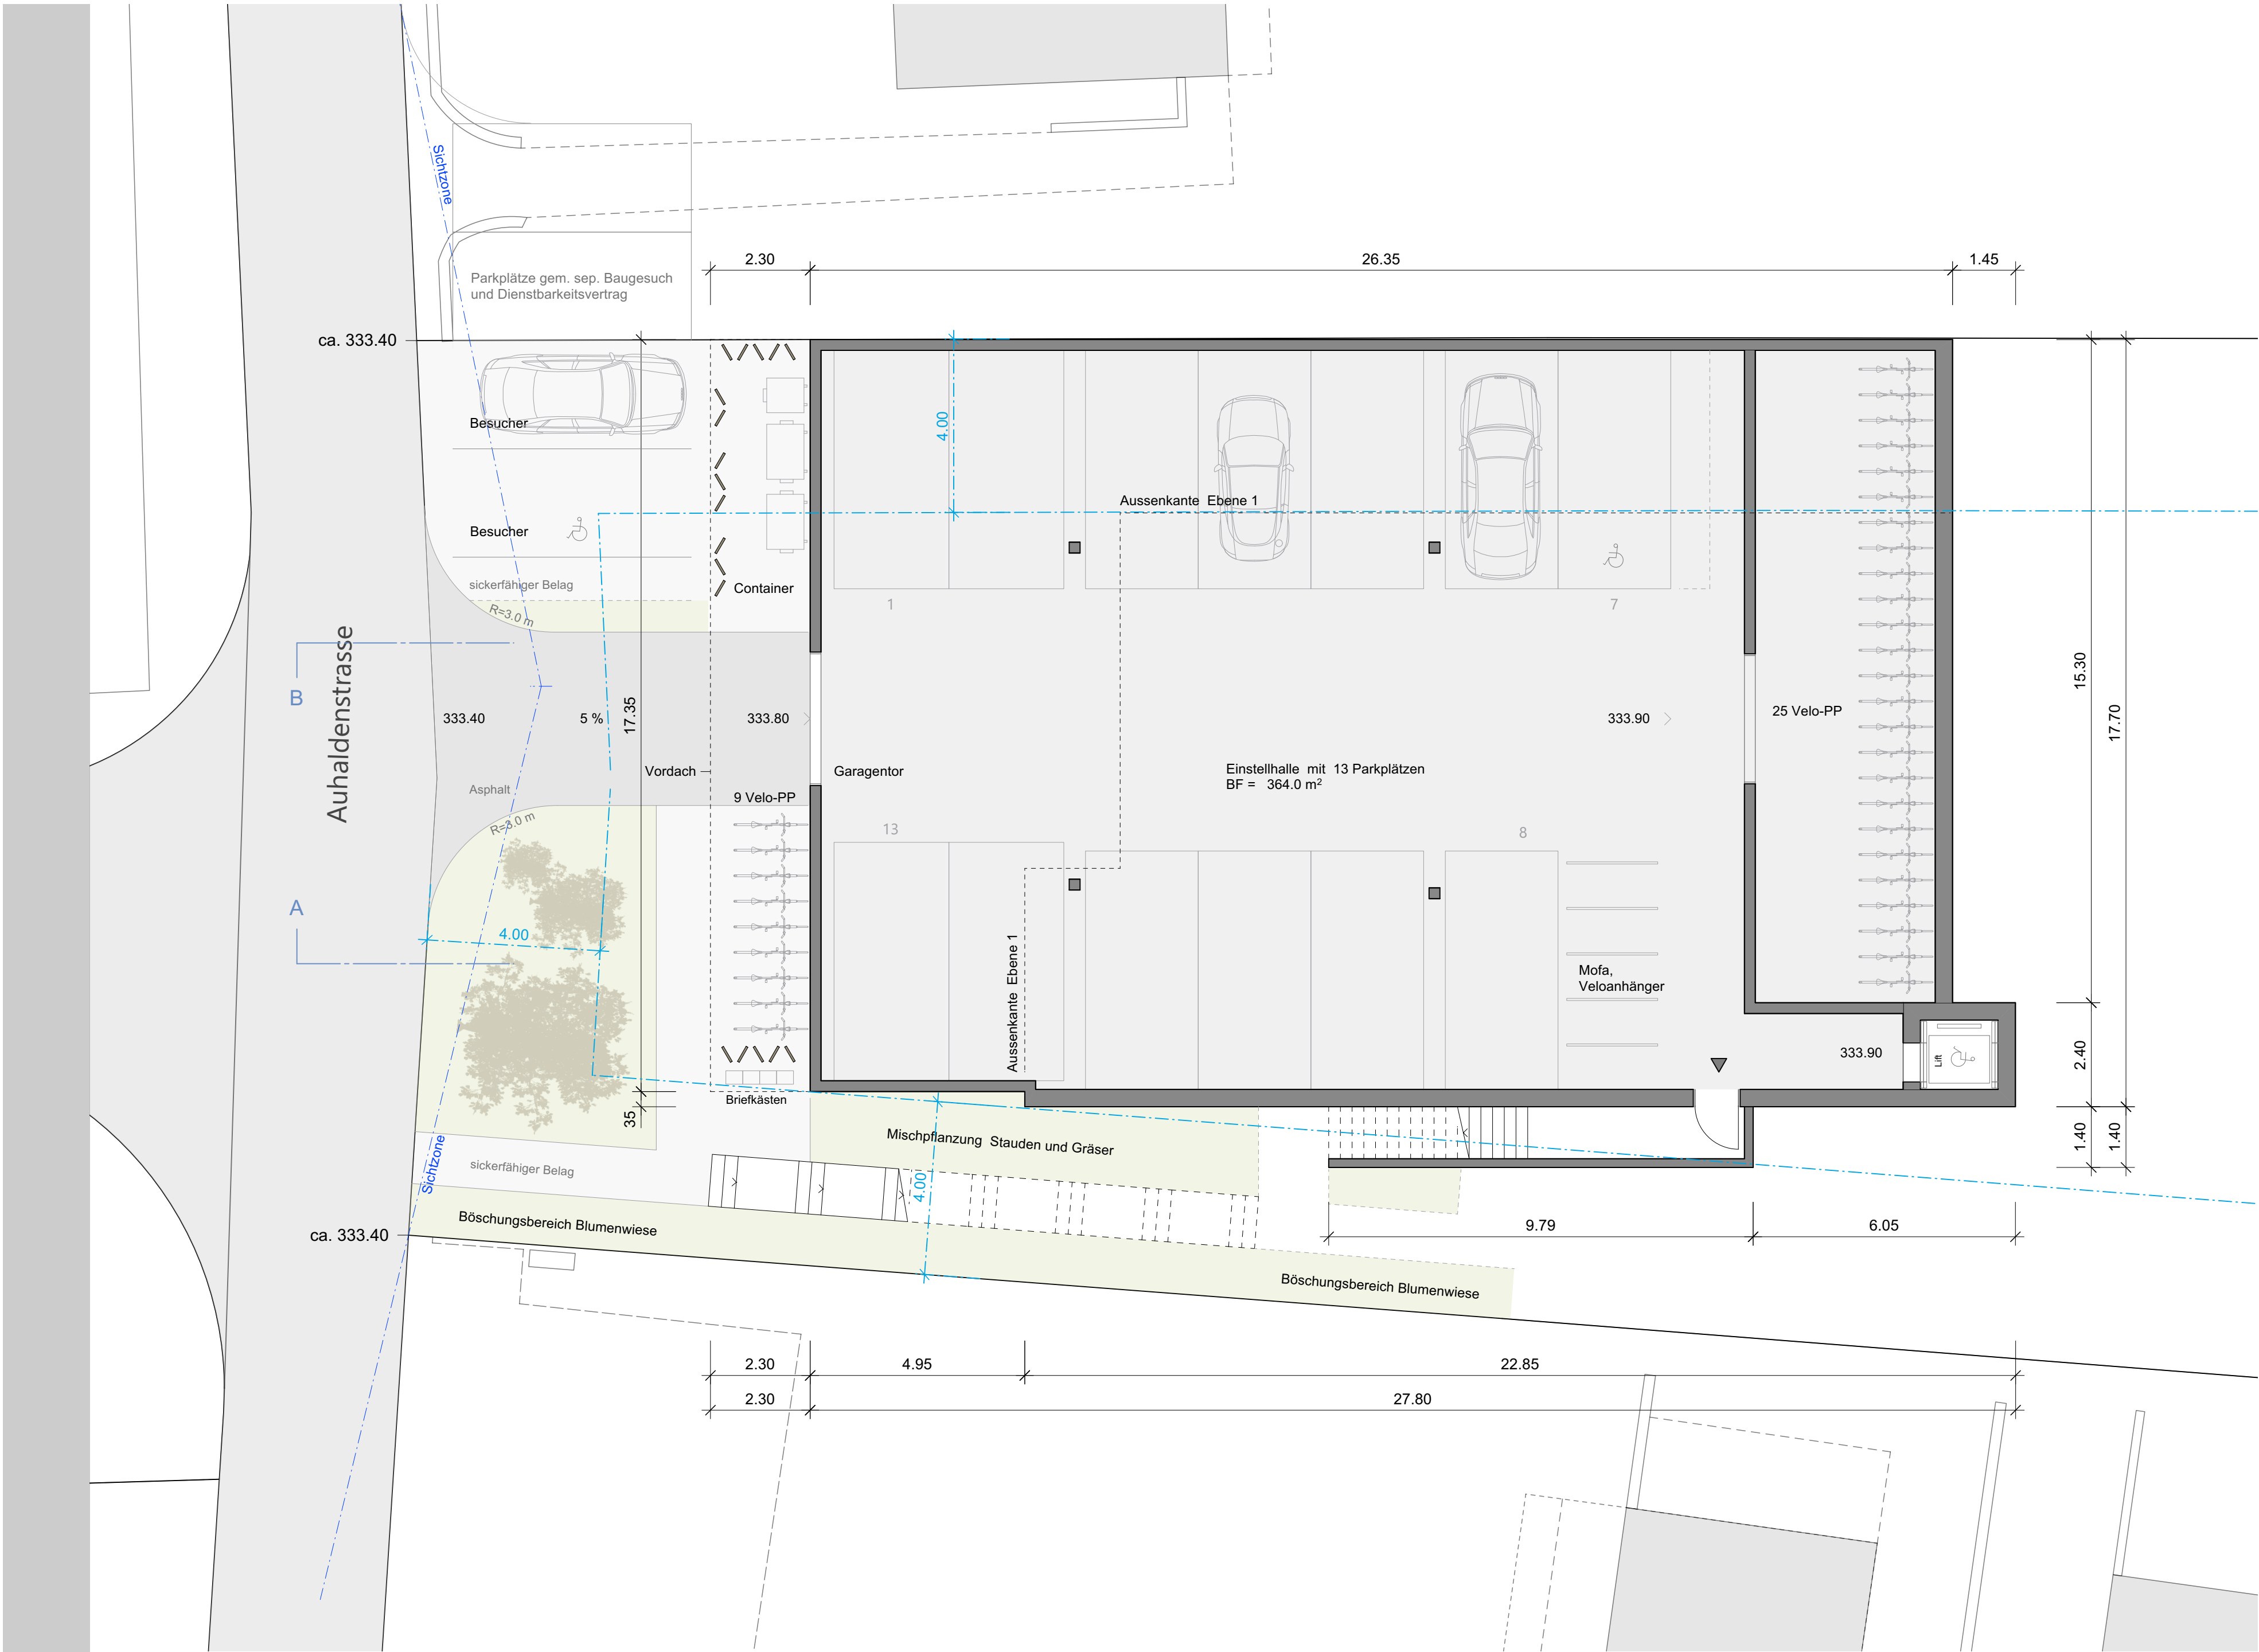 Sichtzone
2.30
26.35
1.45
Parkplätze gem. sep. Baugesuch
und Dienstbarkeitsvertrag
ca. 333.40
4.00
Besucher
Aussenkante Ebene 1
Besucher
sickerfähiger Belag
Container
R=3.0 m
1
7
Auhaldenstrasse
B
333.40
5 %
17.35
333.80
333.90
25 Velo-PP
15.30
17.70
Vordach
Garagentor
Einstellhalle mit 13 Parkplätzen
BF = 364.0 m²
Asphalt
9 Velo-PP
R=3.0 m
13
8
A
4.00
Aussenkante Ebene 1
Mofa,
Veloanhänger
333.90
Lift
2.40
Briefkästen
35
Mischpflanzung Stauden und Gräser
1.40
1.40
Sichtzone
sickerfähiger Belag
4.00
Böschungsbereich Blumenwiese
ca. 333.40
9.79
6.05
Böschungsbereich Blumenwiese
2.30
4.95
22.85
2.30
27.80